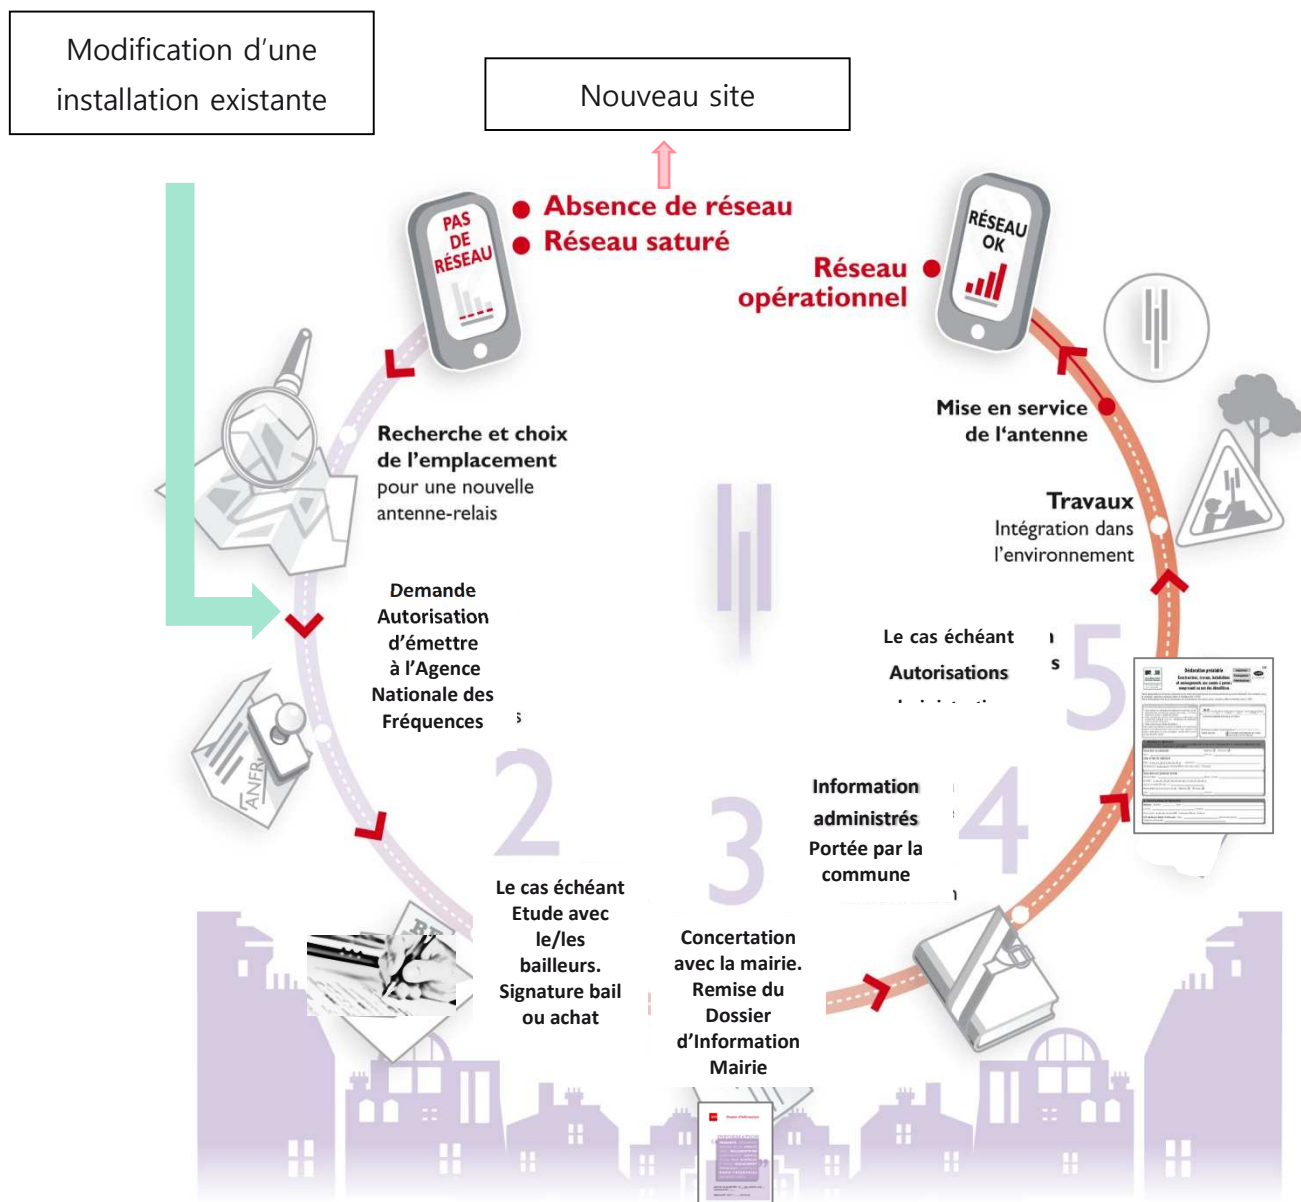 Modification d'une
installation existante
Nouveau site
PAS
DE
RÉSEAU
Absence de réseau
Réseau saturé
RÉSEAU
OK
Réseau
opérationnel
Recherche et choix
de l'emplacement
pour une nouvelle
antenne-relais
Mise en service
de l'antenne
Travaux
Intégration dans
l'environnement
Demande
Autorisation
d'émettre
à l'Agence
Nationale des
Fréquences
ANFR
Le cas échéant
Autorisations
5
2
3
4
Information
administrés
Portée par la
commune
Le cas échéant
Etude avec
le/les
bailleurs.
Signature bail
ou achat
Concertation
avec la mairie.
Remise du
Dossier
d'Information
Mairie
Déclaration préalable